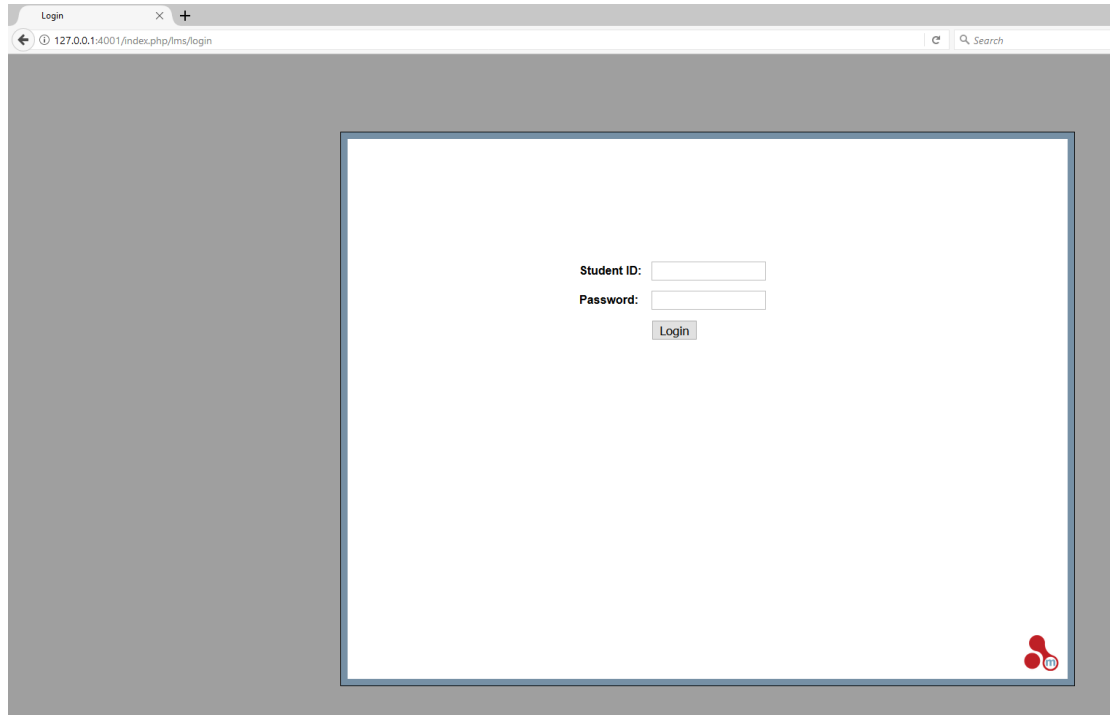 Login
127.0.0.1:4001/index.php/lms/login
Search
Student ID:
Password:
Login
m